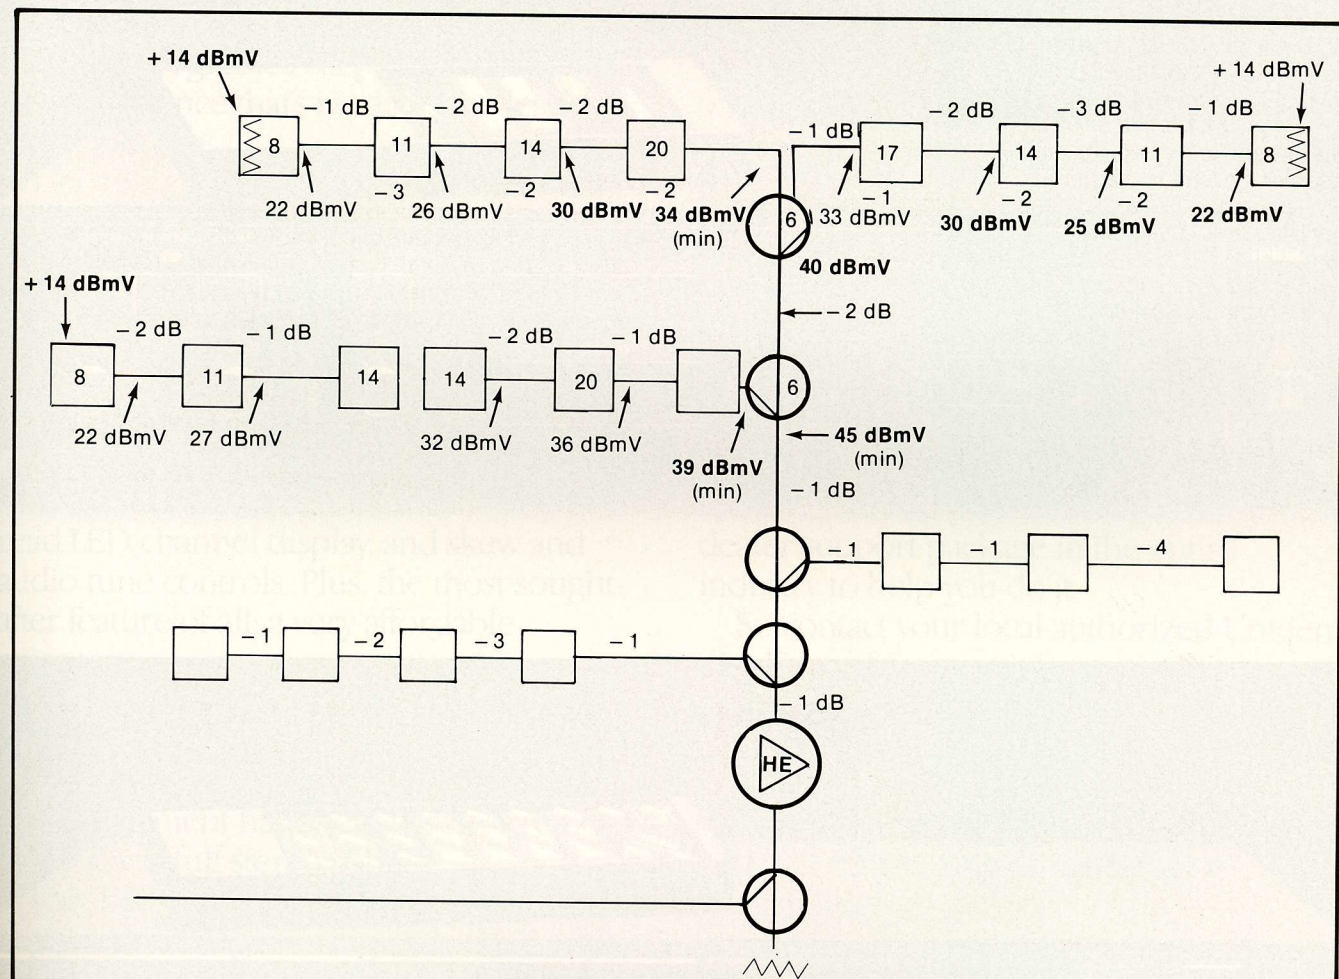 + 14 dBmV
+ 14 dBmV
– 1 dB – 2 dB – 2 dB
– 1 dB – 2 dB – 3 dB – 1 dB
8 11 14 20
17 14 11 8
– 3 – 2 – 2
– 1 – 2 – 2
22 dBmV 26 dBmV 30 dBmV 34 dBmV
(min)
6
33 dBmV 30 dBmV 25 dBmV 22 dBmV
40 dBmV
– 2 dB
+ 14 dBmV
– 2 dB – 1 dB – 2 dB – 1 dB
8 11 14 14 20 6
22 dBmV 27 dBmV 32 dBmV 36 dBmV
39 dBmV
(min)
45 dBmV
(min)
– 1 dB
–1 –1 –4
–1 –2 –3 –1
– 1 dB
HE